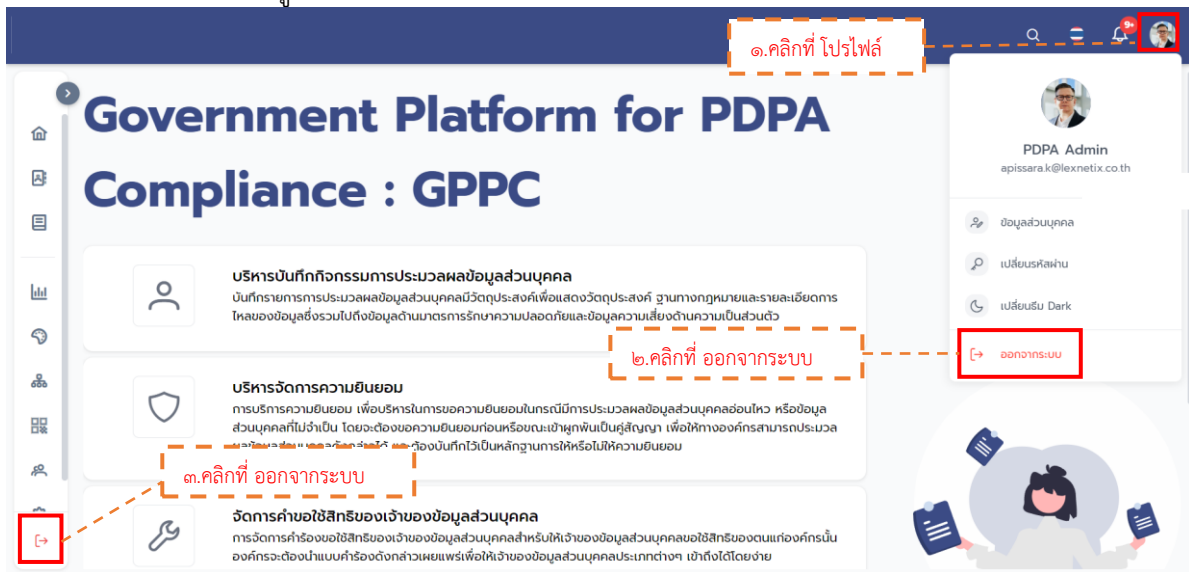 ๑.คลิกที่ โปรไฟล์
9+
Government Platform for PDPA
Compliance : GPPC
PDPA Admin
apissara.k@lexnetix.co.th
ข้อมูลส่วนบุคคล
เปลี่ยนรหัสผ่าน
เปลี่ยนธีม Dark
ออกจากระบบ
๒.คลิกที่ ออกจากระบบ
บริหารบันทึกกิจกรรมการประมวลผลข้อมูลส่วนบุคคล
บันทึกรายการการประมวลผลข้อมูลส่วนบุคคลมีวัตถุประสงค์เพื่อแสดงวัตถุประสงค์ ฐานทางกฎหมายและรายละเอียดการ
ไหลของข้อมูลซึ่งรวมไปถึงข้อมูลด้านมาตรการรักษาความปลอดภัยและข้อมูลความเสี่ยงด้านความเป็นส่วนตัว
บริหารจัดการความยินยอม
การบริการความยินยอม เพื่อบริหารในการขอความยินยอมในกรณีมีการประมวลผลข้อมูลส่วนบุคคลอ่อนไหว หรือข้อมูล
ส่วนบุคคลที่ไม่จำเป็น โดยจะต้องขอความยินยอมก่อนหรือขณะเข้าผูกพันเป็นคู่สัญญา เพื่อให้ทางองค์กรสามารถประมวล
ผลข้อมูลส่วนบุคคลดังกล่าวได้ และต้องบันทึกไว้เป็นหลักฐานการให้หรือไม่ให้ความยินยอม
๓.คลิกที่ ออกจากระบบ
จัดการคำขอใช้สิทธิของเจ้าของข้อมูลส่วนบุคคล
การจัดการคำร้องขอใช้สิทธิของเจ้าของข้อมูลส่วนบุคคลสำหรับให้เจ้าของข้อมูลส่วนบุคคลขอใช้สิทธิของตนแก่องค์กรนั้น
องค์กรจะต้องนำแบบคำร้องดังกล่าวเผยแพร่เพื่อให้เจ้าของข้อมูลส่วนบุคคลประเภทต่างๆ เข้าถึงได้โดยง่าย